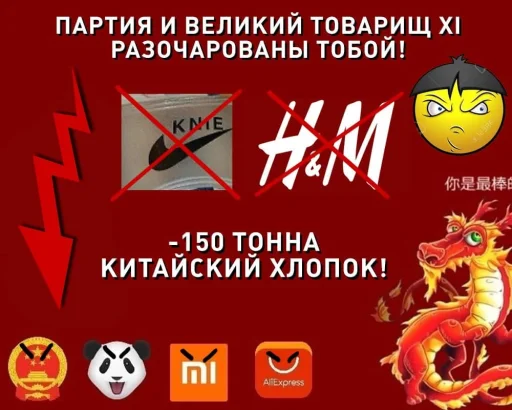 ПАРТИЯ И ВЕЛИКИЙ ТОВАРИЩ XI
РАЗОЧАРОВАНЫ ТОБОЙ!
KNIE
H&M
你是最棒的
-150 ТОННА
КИТАЙСКИЙ ХЛОПОК!
mi
AliExpress